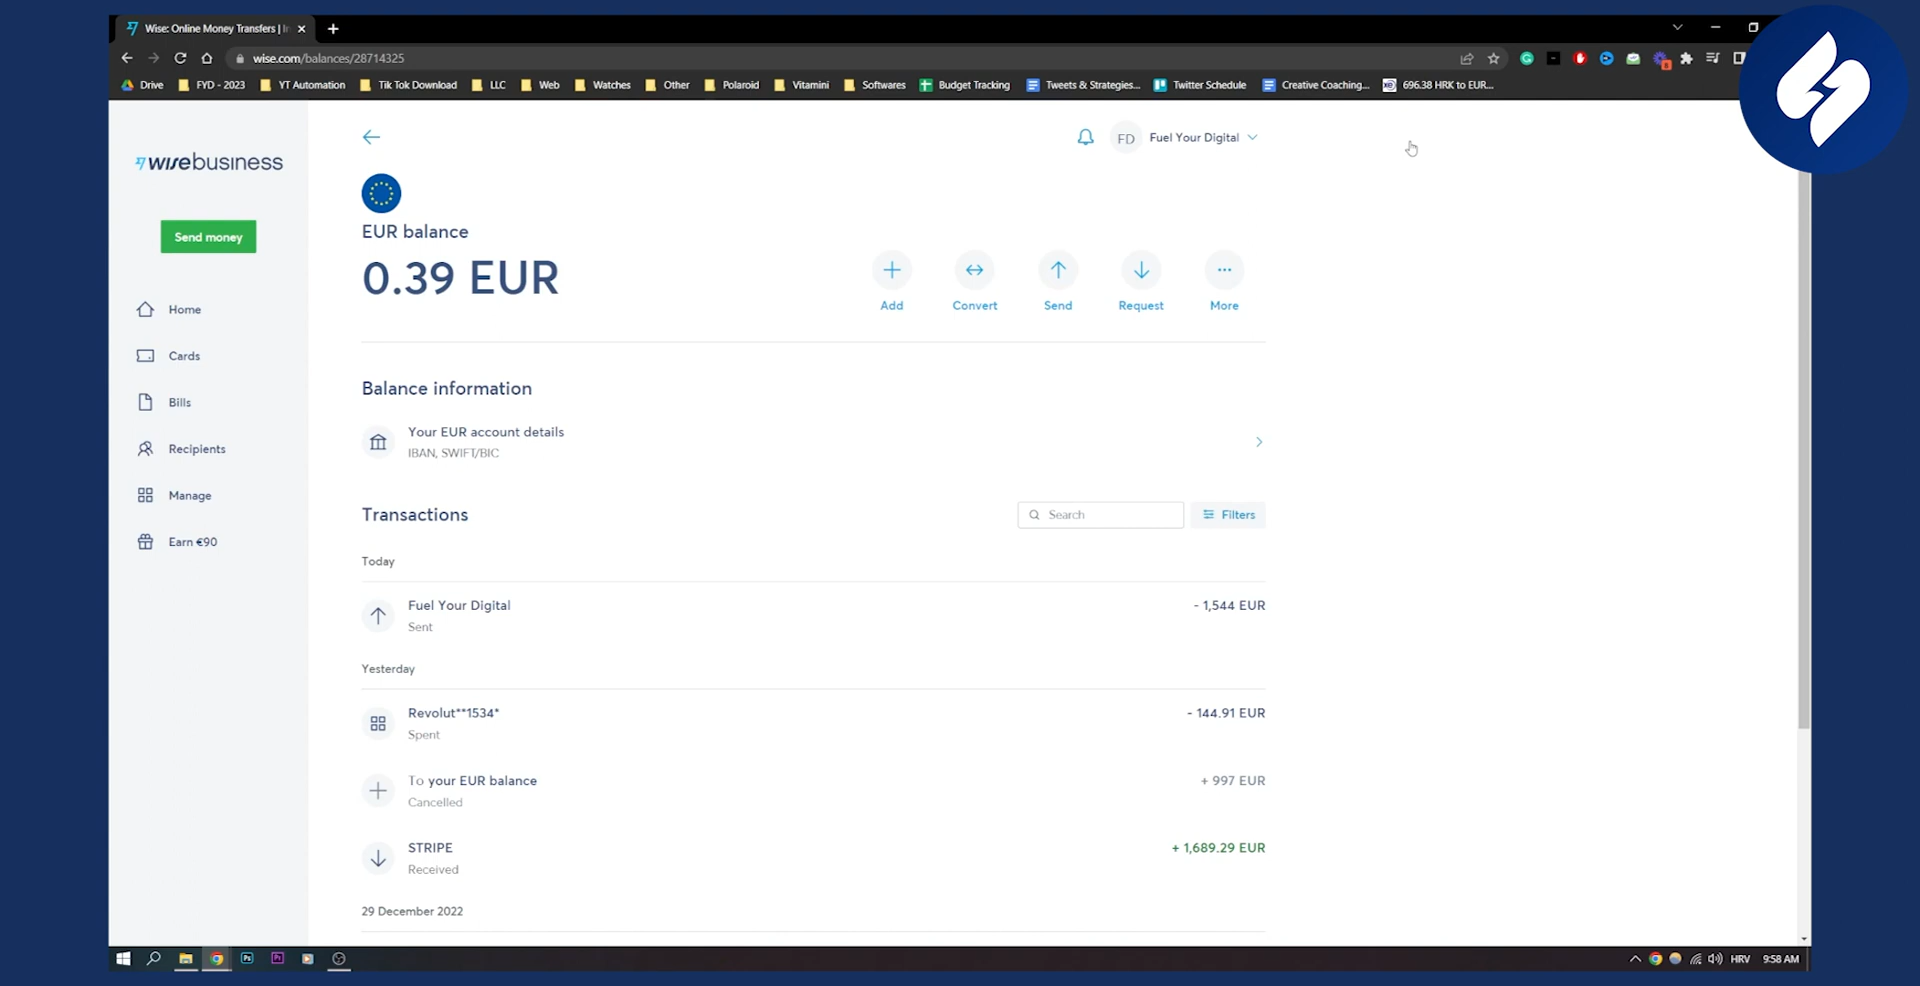 Wise: Online Money Transfers |
wise.com/balances/28714325
Drive FYD - 2023 YT Automation Tik Tok Download LLC Web Watches Other Polaroid Vitamini Softwares Budget Tracking Tweets & Strategies... Twitter Schedule Creative Coaching... 696.38 HRK to EUR...
wisebusiness
Send money
Home
Cards
Bills
Recipients
Manage
Earn €90
FD Fuel Your Digital
EUR balance
0.39 EUR
Add Convert Send Request More
Balance information
Your EUR account details
IBAN, SWIFT/BIC
Transactions
Search Filters
Today
Fuel Your Digital - 1,544 EUR
Sent
Yesterday
Revolut**1534* - 144.91 EUR
Spent
To your EUR balance + 997 EUR
Cancelled
STRIPE + 1,689.29 EUR
Received
29 December 2022
Ps Pr HRV 9:58 AM